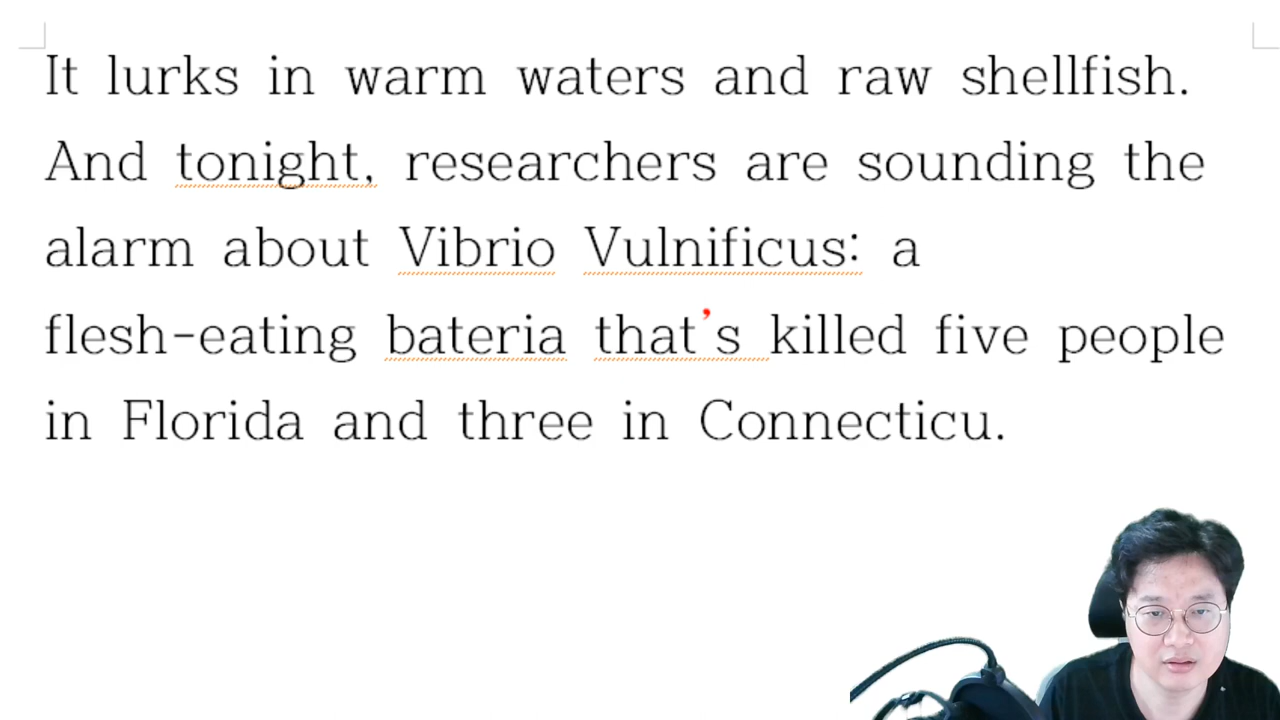 It lurks in warm waters and raw shellfish.
And tonight, researchers are sounding the
alarm about Vibrio Vulnificus: a
flesh-eating bateria that's killed five people
in Florida and three in Connecticu.